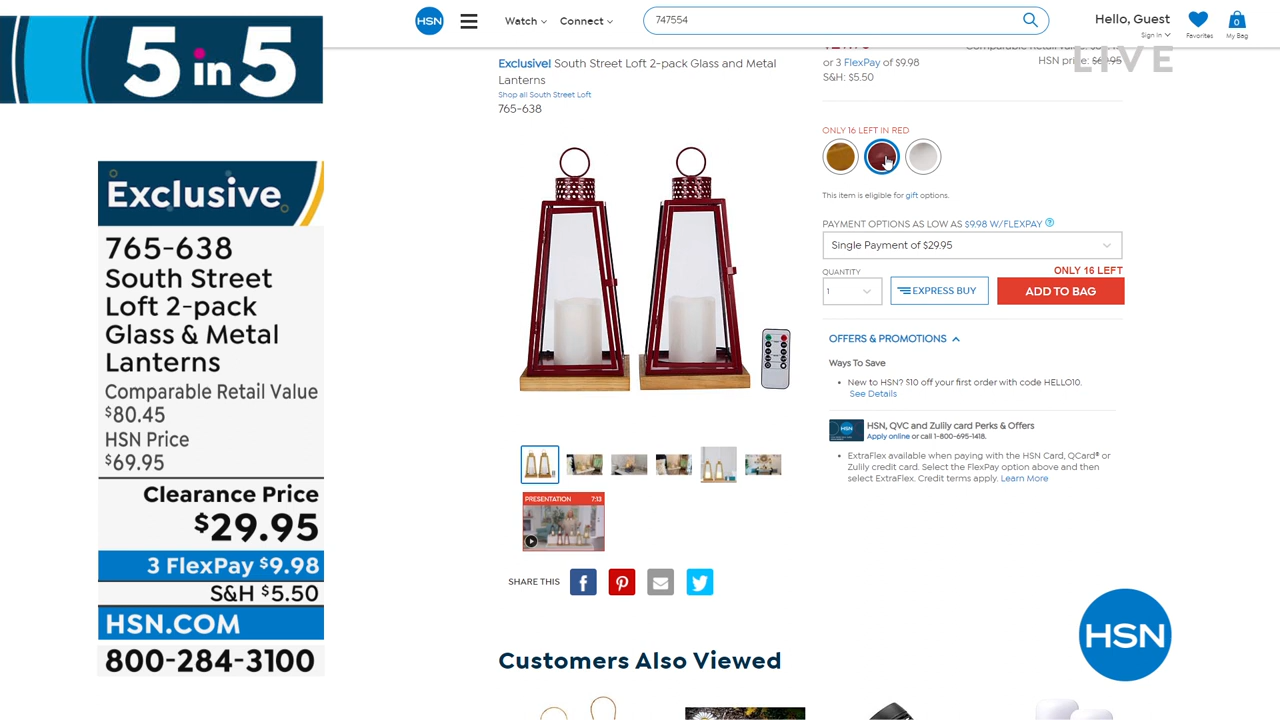 5 in 5
Exclusive
765-638
South Street
Loft 2-pack
Glass & Metal
Lanterns
Comparable Retail Value
$80.45
HSN Price
$69.95
Clearance Price
$29.95
3 FlexPay $9.98
S&H $5.50
HSN.COM
800-284-3100
HSN
Watch
Connect
747554
Hello, Guest
Sign in
Favorites
0
My Bag
LIVE
Exclusive! South Street Loft 2-pack Glass and Metal
Lanterns
Shop all South Street Loft
765-638
or 3 FlexPay of $9.98
S&H: $5.50
HSN price: $69.95
ONLY 16 LEFT IN RED
This item is eligible for gift options.
PAYMENT OPTIONS AS LOW AS $9.98 W/FLEXPAY ?
Single Payment of $29.95
QUANTITY
ONLY 16 LEFT
1
EXPRESS BUY
ADD TO BAG
OFFERS & PROMOTIONS
Ways To Save
New to HSN? $10 off your first order with code HELLO10.
See Details
HSN
HSN, QVC and Zulily card Perks & Offers
Apply online or call 1-800-695-1418.
ExtraFlex available when paying with the HSN Card, QCard® or
Zulily credit card. Select the FlexPay option above and then
select ExtraFlex. Credit terms apply. Learn More
PRESENTATION 7:13
SHARE THIS
HSN
Customers Also Viewed